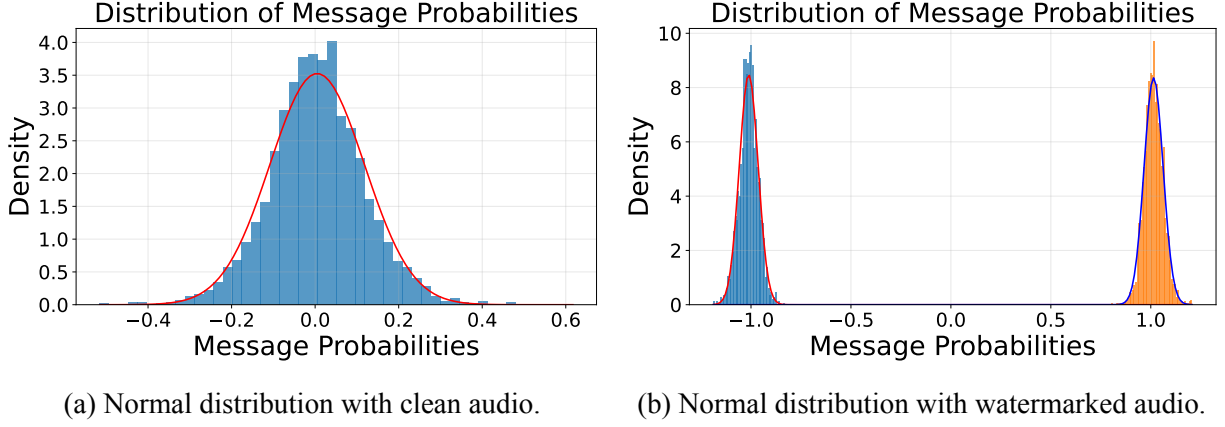 Distribution of Message Probabilities
4.0
3.5
3.0
2.5
2.0
1.5
1.0
0.5
0.0
Density
−0.4 −0.2 0.0 0.2 0.4 0.6
Message Probabilities
(a) Normal distribution with clean audio.
Distribution of Message Probabilities
10
8
6
4
2
0
Density
−1.0 −0.5 0.0 0.5 1.0
Message Probabilities
(b) Normal distribution with watermarked audio.